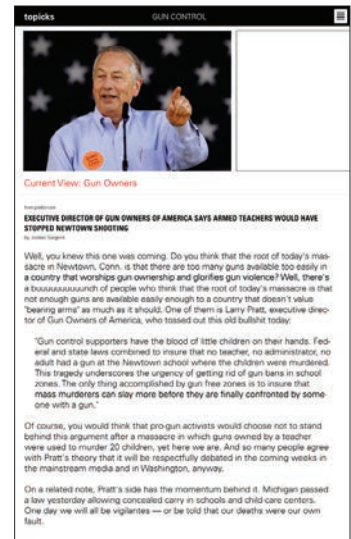 topicks
GUN CONTROL
Current View: Gun Owners
EXECUTIVE DIRECTOR OF GUN OWNERS OF AMERICA SAYS ARMED TEACHERS WOULD HAVE
STOPPED NEWTOWN SHOOTING
by Jordan Sargent
Well, you knew this one was coming. Do you think that the root of today's mas-
sacre in Newtown, Conn. is that there are too many guns available too easily in
a country that worships gun ownership and glorifies gun violence? Well, there's
a buuuuuuuuunch of people who think that the root of today's massacre is that
not enough guns are available easily enough to a country that doesn't value
"bearing arms" as much as it should. One of them is Larry Pratt, executive direc-
tor of Gun Owners of America, who tossed out this old bullshit today:
"Gun control supporters have the blood of little children on their hands. Fed-
eral and state laws combined to insure that no teacher, no administrator, no
adult had a gun at the Newtown school where the children were murdered.
This tragedy underscores the urgency of getting rid of gun bans in school
zones. The only thing accomplished by gun free zones is to insure that
mass murderers can slay more before they are finally confronted by some-
one with a gun."
Of course, you would think that pro-gun activists would choose not to stand
behind this argument after a massacre in which guns owned by a teacher
were used to murder 20 children, yet here we are. And so many people agree
with Pratt's theory that it will be respectfully debated in the coming weeks in
the mainstream media and in Washington, anyway.
On a related note, Pratt's side has the momentum behind it. Michigan passed
a law yesterday allowing concealed carry in schools and child-care centers.
One day we will all be vigilantes — or be told that our deaths were our own
fault.